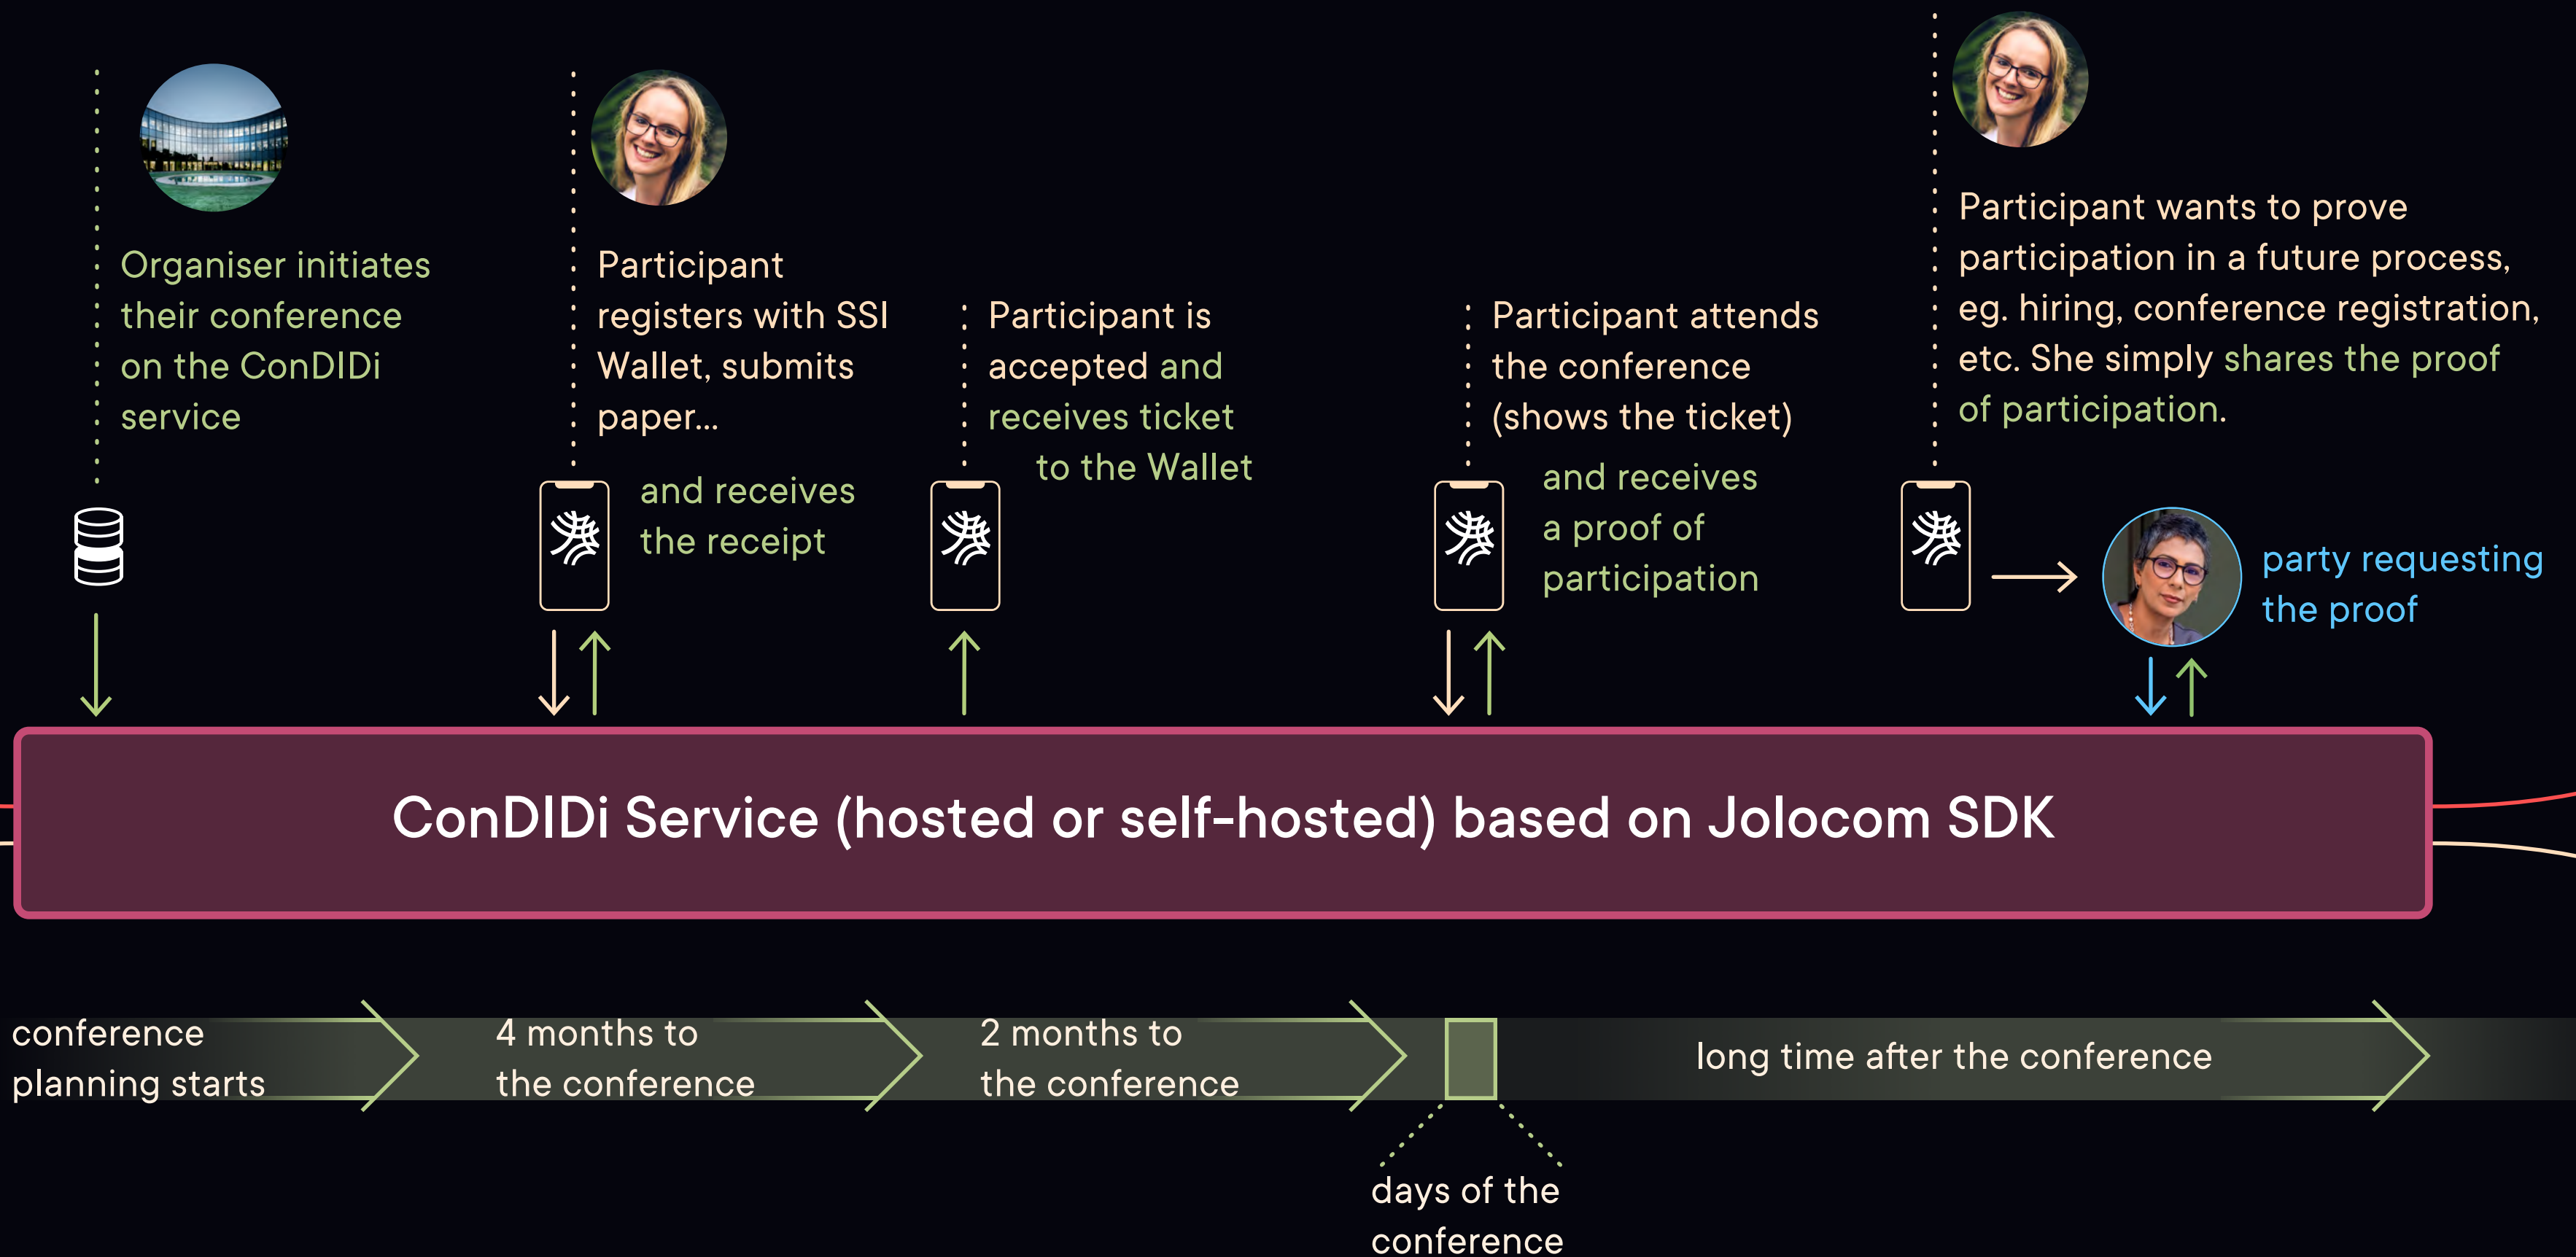 Organiser initiates
their conference
on the ConDIDi
service
Participant
registers with SSI
Wallet, submits
paper...
and receives
the receipt
Participant is
accepted and
receives ticket
to the Wallet
Participant attends
the conference
(shows the ticket)
and receives
a proof of
participation
Participant wants to prove
participation in a future process,
eg. hiring, conference registration,
etc. She simply shares the proof
of participation.
party requesting
the proof
ConDIDi Service (hosted or self-hosted) based on Jolocom SDK
conference
planning starts
4 months to
the conference
2 months to
the conference
days of the
conference
long time after the conference